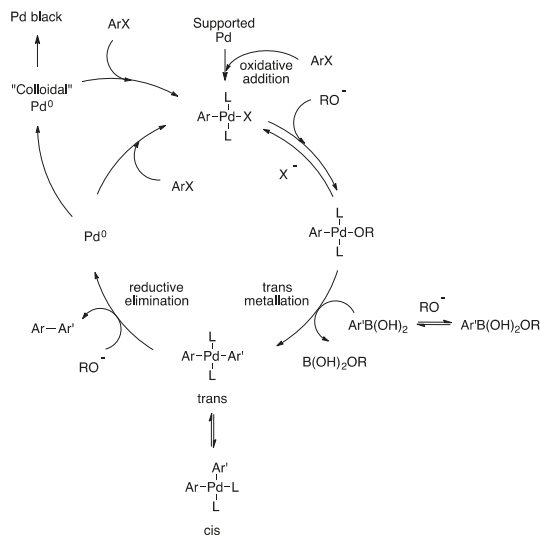 Pd black
ArX
Supported
Pd
oxidative
addition
ArX
"Colloidal"
Pd⁰
L
Ar–Pd–X
L
RO⁻
X⁻
ArX
Pd⁰
L
Ar–Pd–OR
L
reductive
elimination
trans
metallation
RO⁻
Ar–Ar'
RO⁻
L
Ar–Pd–Ar'
L
trans
Ar'B(OH)₂
Ar'B(OH)₂OR
B(OH)₂OR
Ar'
Ar–Pd–L
L
cis